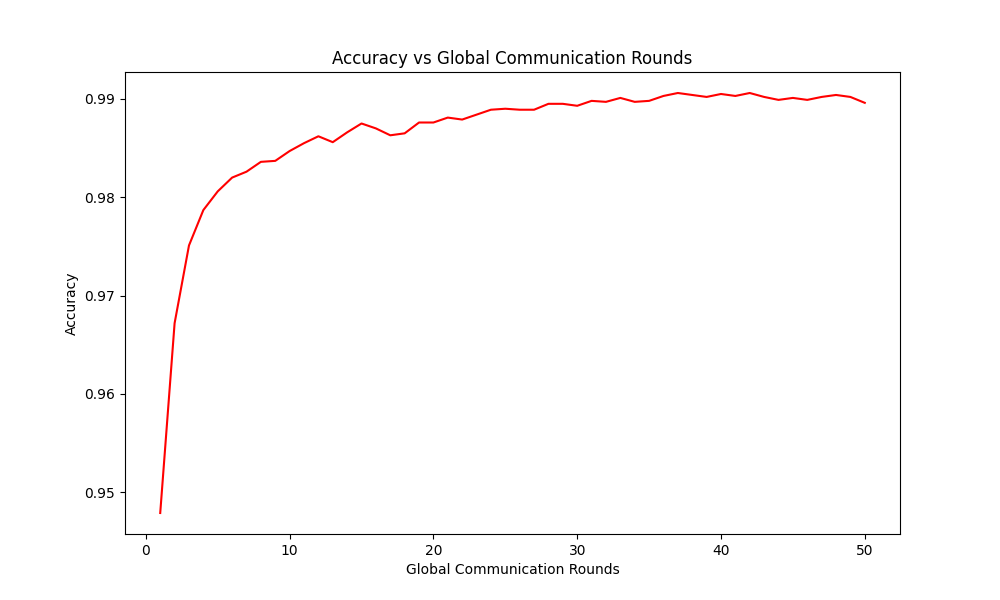 Accuracy vs Global Communication Rounds
0.99
0.98
0.97
0.96
0.95
Accuracy
0 10 20 30 40 50
Global Communication Rounds